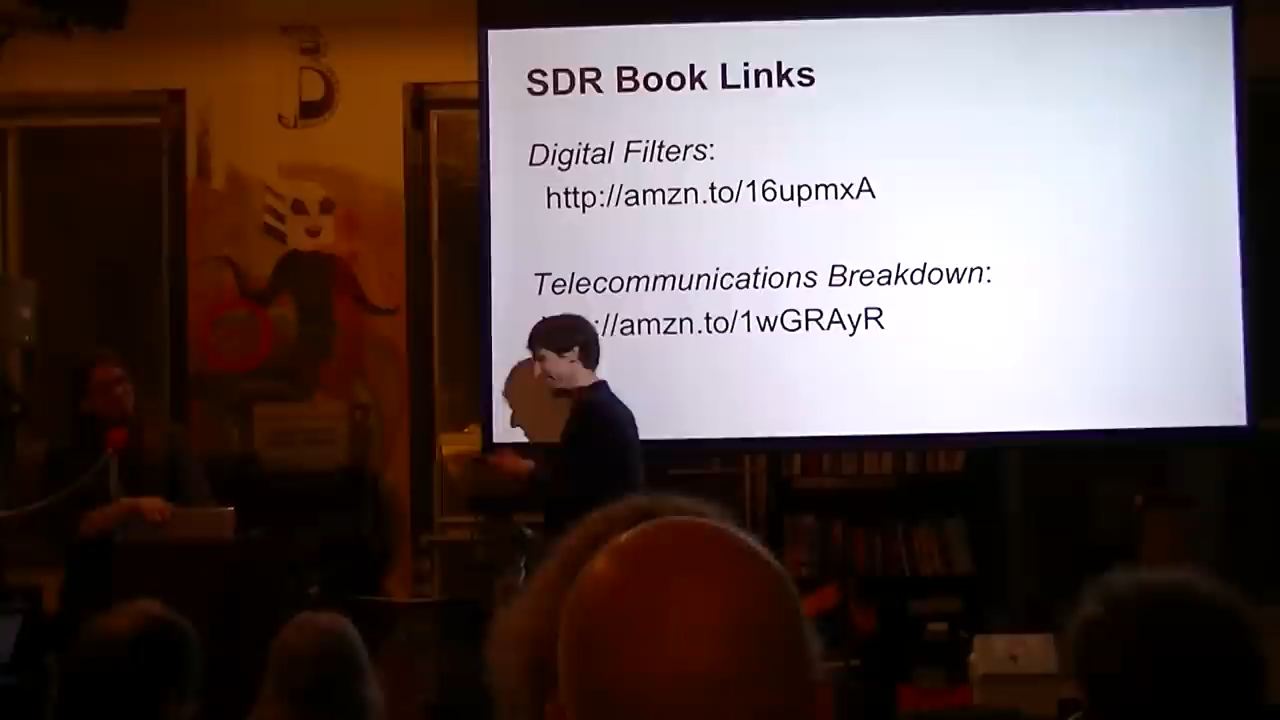 SDR Book Links
Digital Filters:
http://amzn.to/16upmxA
Telecommunications Breakdown:
://amzn.to/1wGRAyR